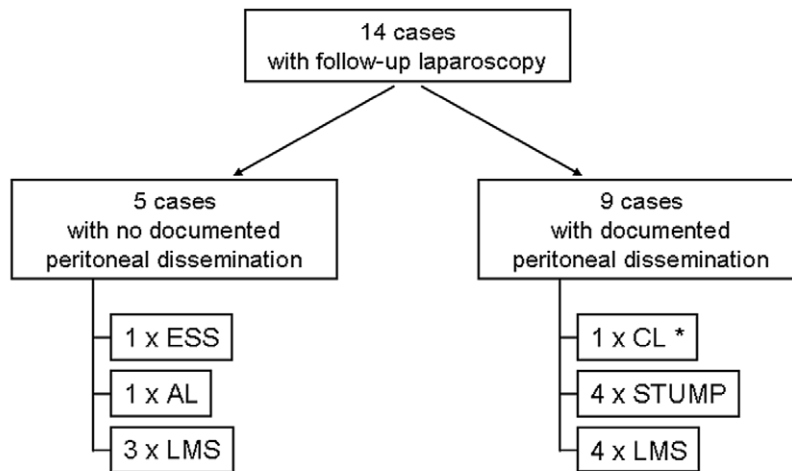 14 cases
with follow-up laparoscopy
5 cases
with no documented
peritoneal dissemination
9 cases
with documented
peritoneal dissemination
1 x ESS
1 x AL
3 x LMS
1 x CL *
4 x STUMP
4 x LMS